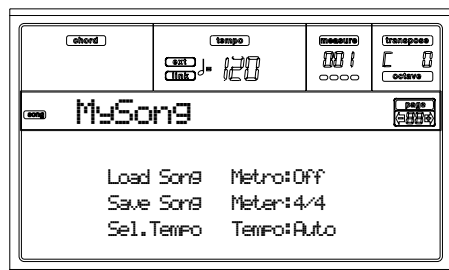 chord tempo measure transpose
ext
link ♩= 120 001 C 0
octave
song MySong page
Load Song Metro:Off
Save Song Meter:4/4
Sel.Tempo Tempo:Auto